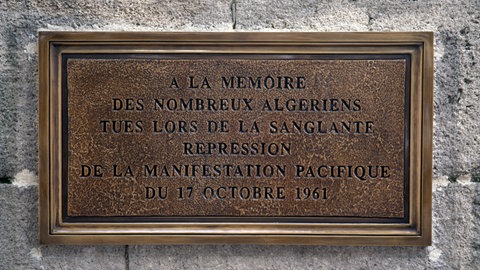 A LA MEMOIRE
DES NOMBREUX ALGERIENS
TUES LORS DE LA SANGLANTE
REPRESSION
DE LA MANIFESTATION PACIFIQUE
DU 17 OCTOBRE 1961